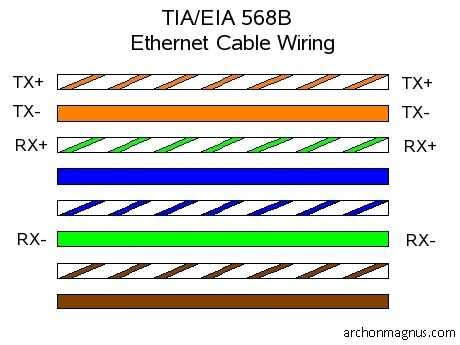 TIA/EIA 568B
Ethernet Cable Wiring
TX+ TX+
TX- TX-
RX+ RX+
RX- RX-
archonmagnus.com